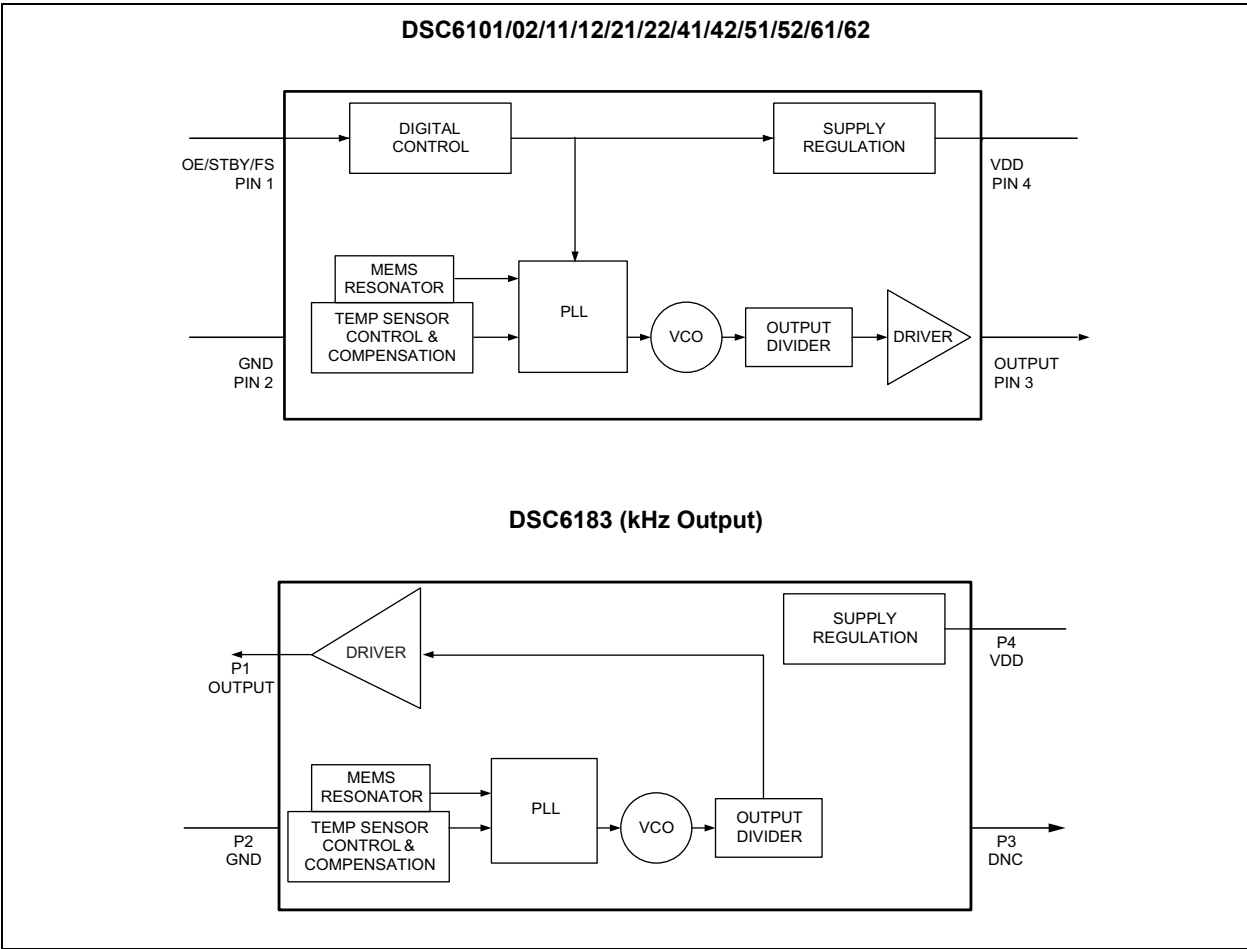 DSC6101/02/11/12/21/22/41/42/51/52/61/62
DIGITAL
CONTROL
SUPPLY
REGULATION
OE/STBY/FS
PIN 1
VDD
PIN 4
MEMS
RESONATOR
TEMP SENSOR
CONTROL &
COMPENSATION
PLL
VCO
OUTPUT
DIVIDER
DRIVER
GND
PIN 2
OUTPUT
PIN 3
DSC6183 (kHz Output)
DRIVER
SUPPLY
REGULATION
P1
OUTPUT
P4
VDD
MEMS
RESONATOR
TEMP SENSOR
CONTROL &
COMPENSATION
PLL
VCO
OUTPUT
DIVIDER
P2
GND
P3
DNC